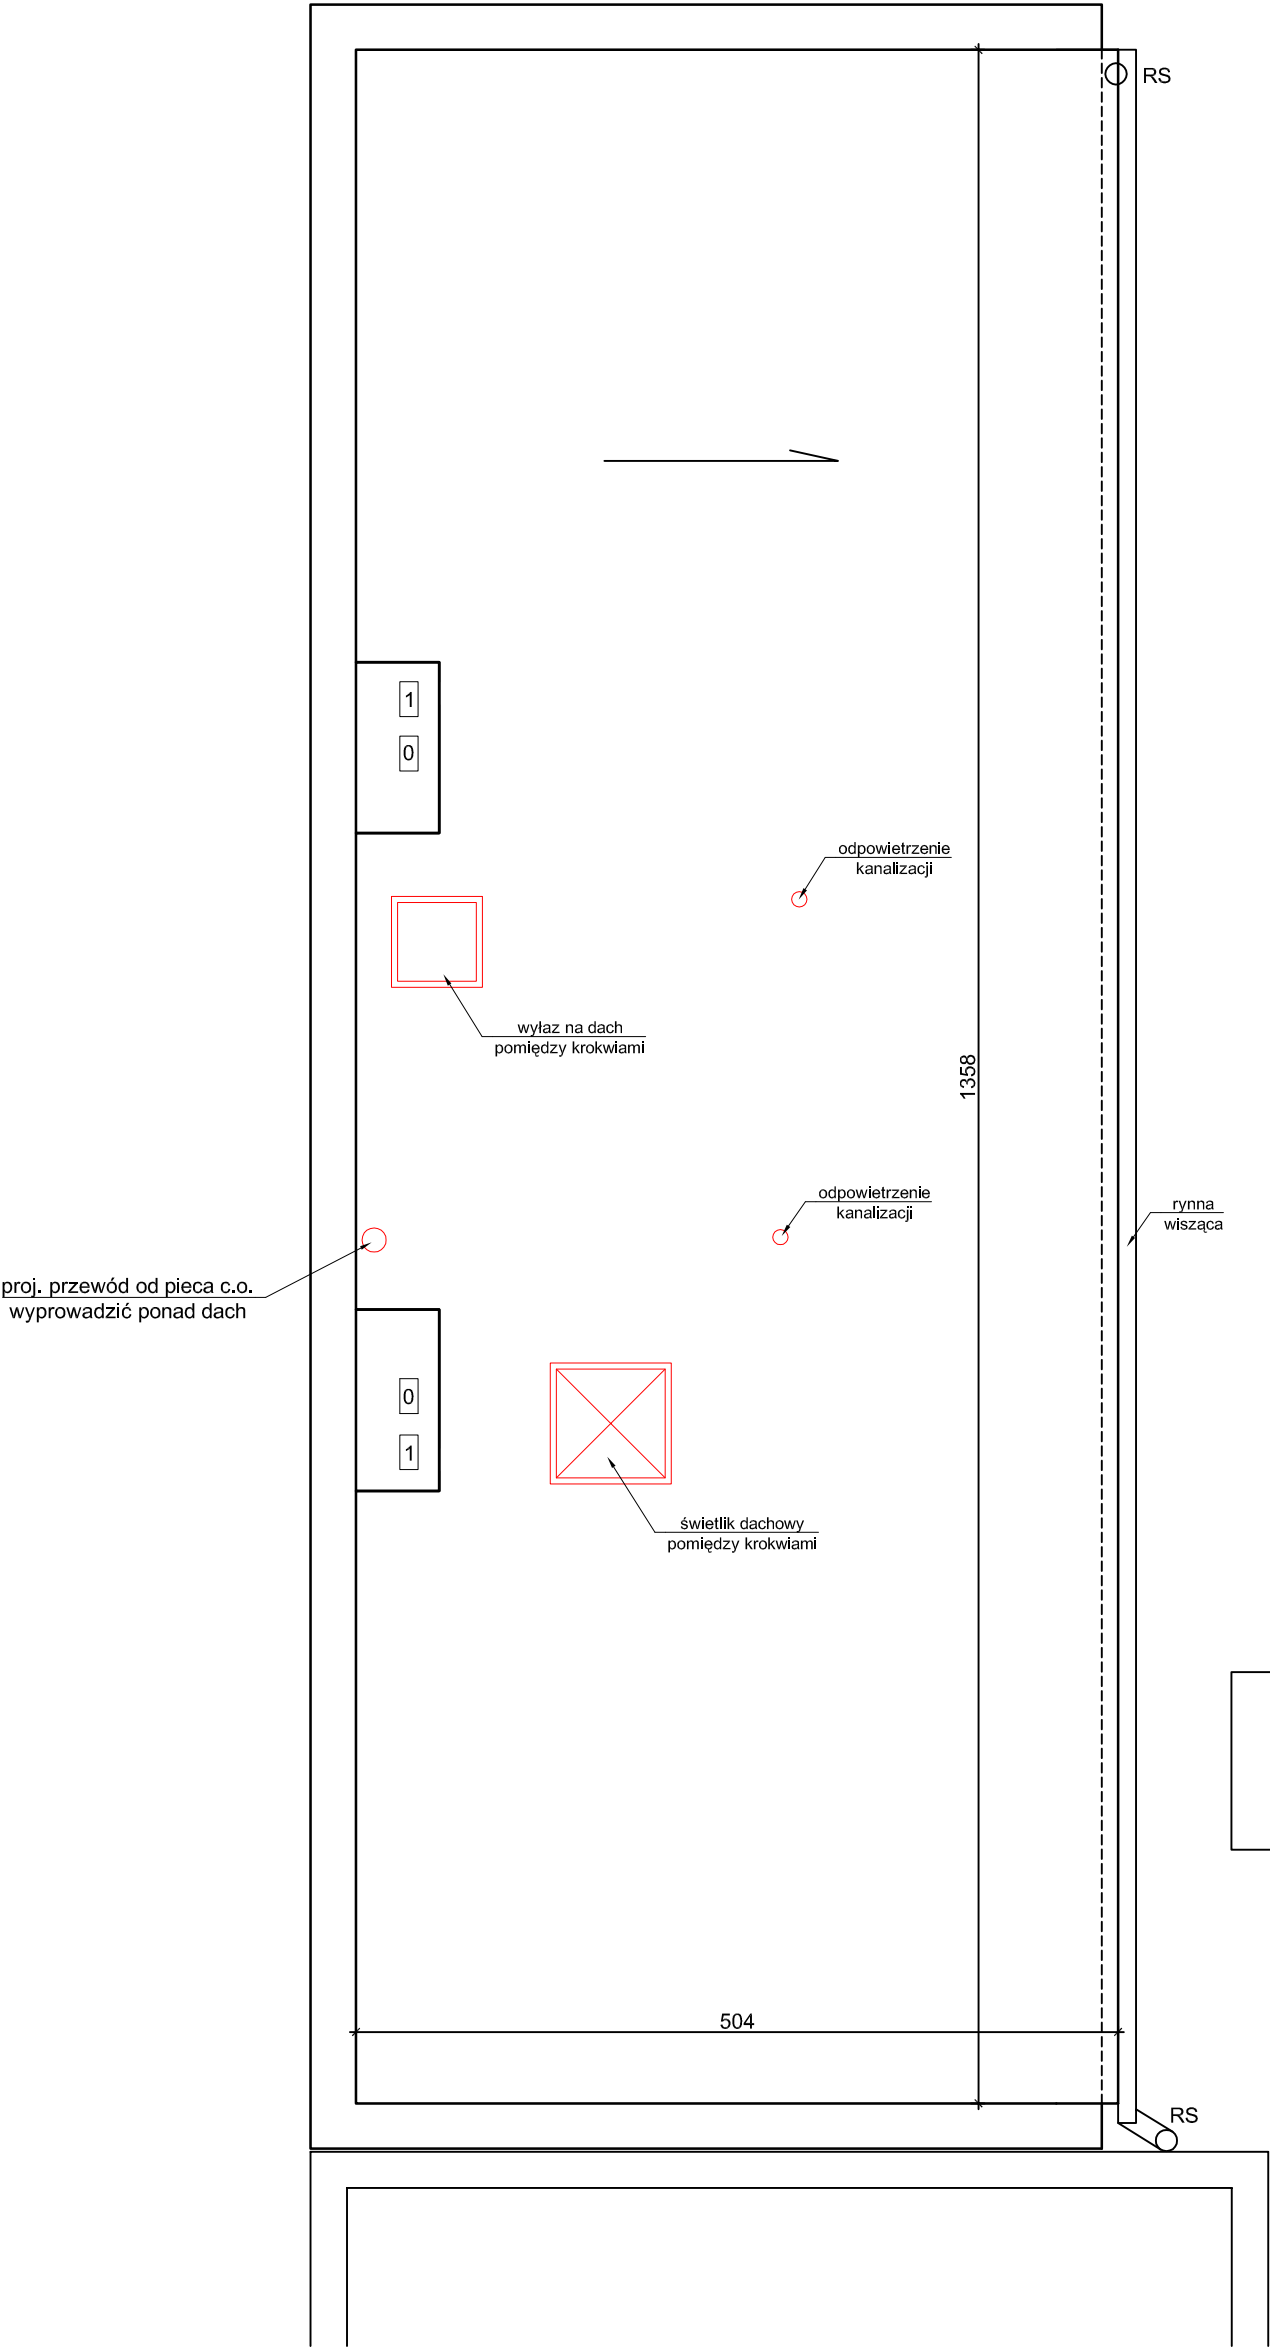 RS
1
0
odpowietrzenie
kanalizacji
wyłaz na dach
pomiędzy krokwiami
1358
odpowietrzenie
kanalizacji
rynna
wisząca
proj. przewód od pieca c.o.
wyprowadzić ponad dach
0
1
świetlik dachowy
pomiędzy krokwiami
504
RS